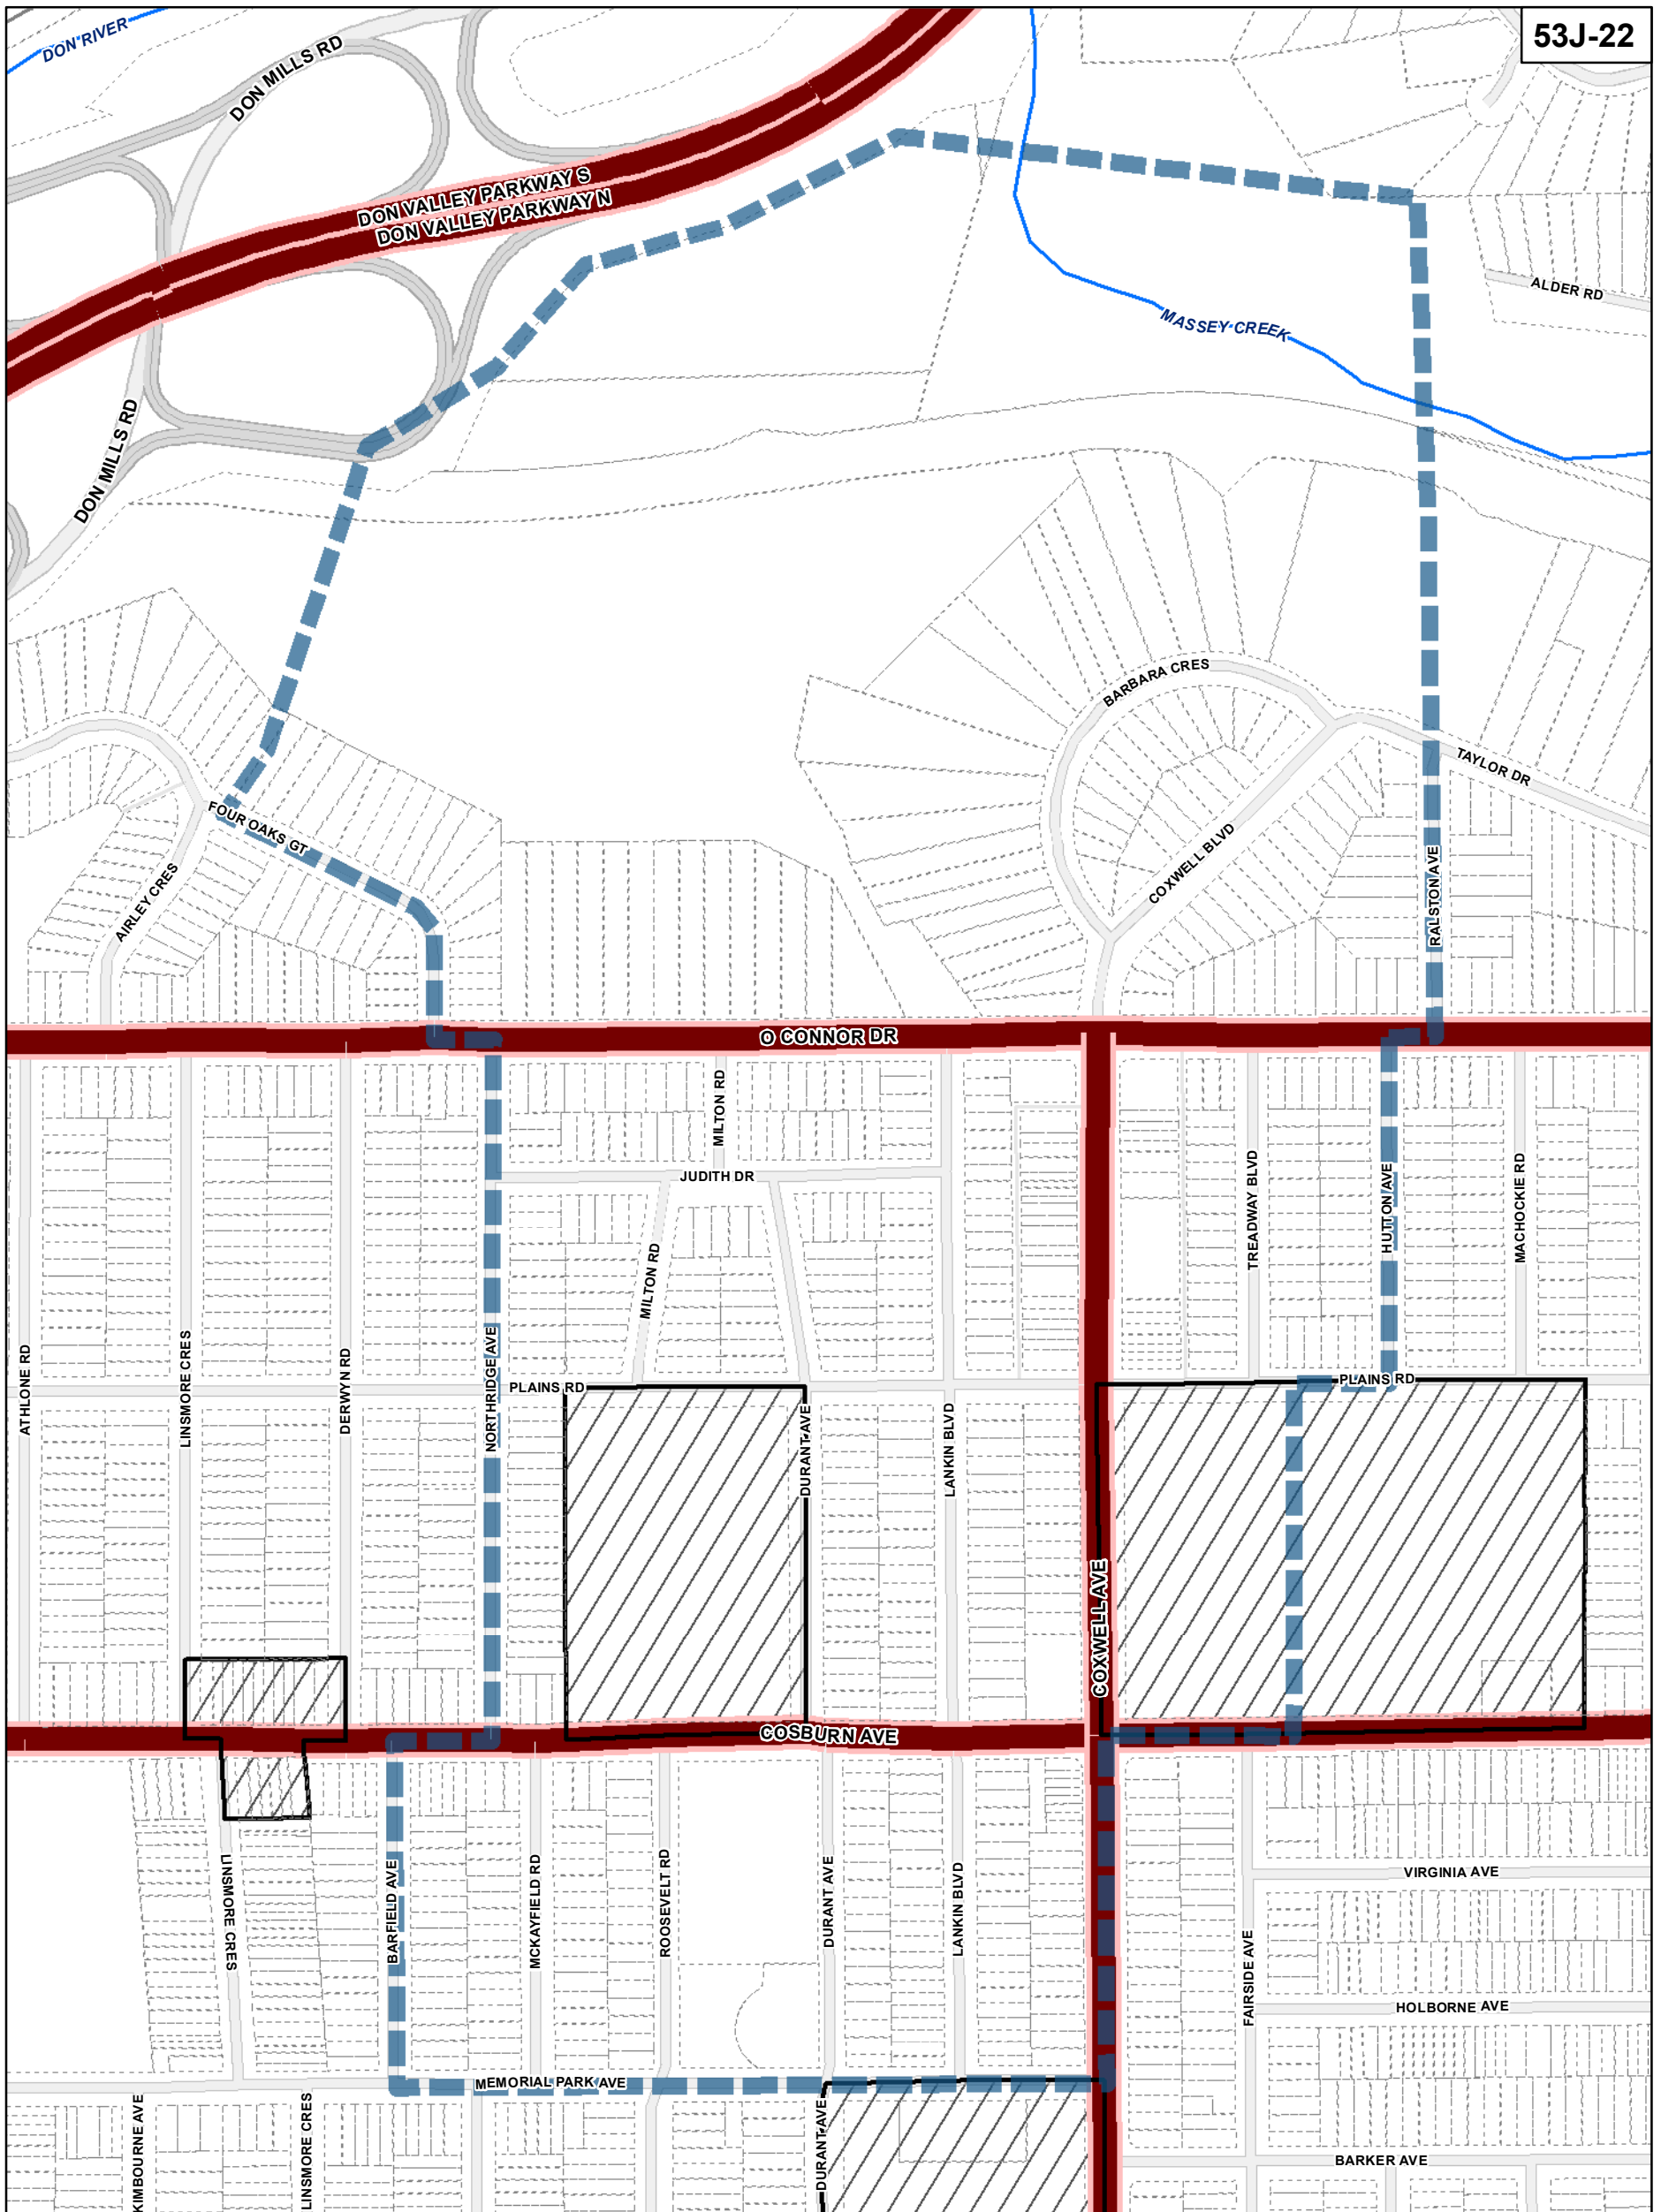 53J-22
DON RIVER
DON MILLS RD
DON VALLEY PARKWAY S
DON VALLEY PARKWAY N
ALDER RD
MASSEY CREEK
DON MILLS RD
BARBARA CRES
TAYLOR DR
FOUR OAKS GT
COXWELL BLVD
AIRLEY CRES
RALSTON AVE
O CONNOR DR
MILTON RD
JUDITH DR
TREADWAY BLVD
HUTTON AVE
MACHOCKIE RD
MILTON RD
ATHLONE RD
LINSMORE CRES
DERWYN RD
NORTHRIDGE AVE
PLAINS RD
PLAINS RD
DURANT AVE
LANKIN BLVD
COXWELL AVE
COSBURN AVE
LINSMORE CRES
BARFIELD AVE
MCKAYFIELD RD
ROOSEVELT RD
DURANT AVE
LANKIN BLVD
VIRGINIA AVE
FAIRSIDE AVE
HOLBORNE AVE
MEMORIAL PARK AVE
KIMBOURNE AVE
LINSMORE CRES
DURANT AVE
BARKER AVE